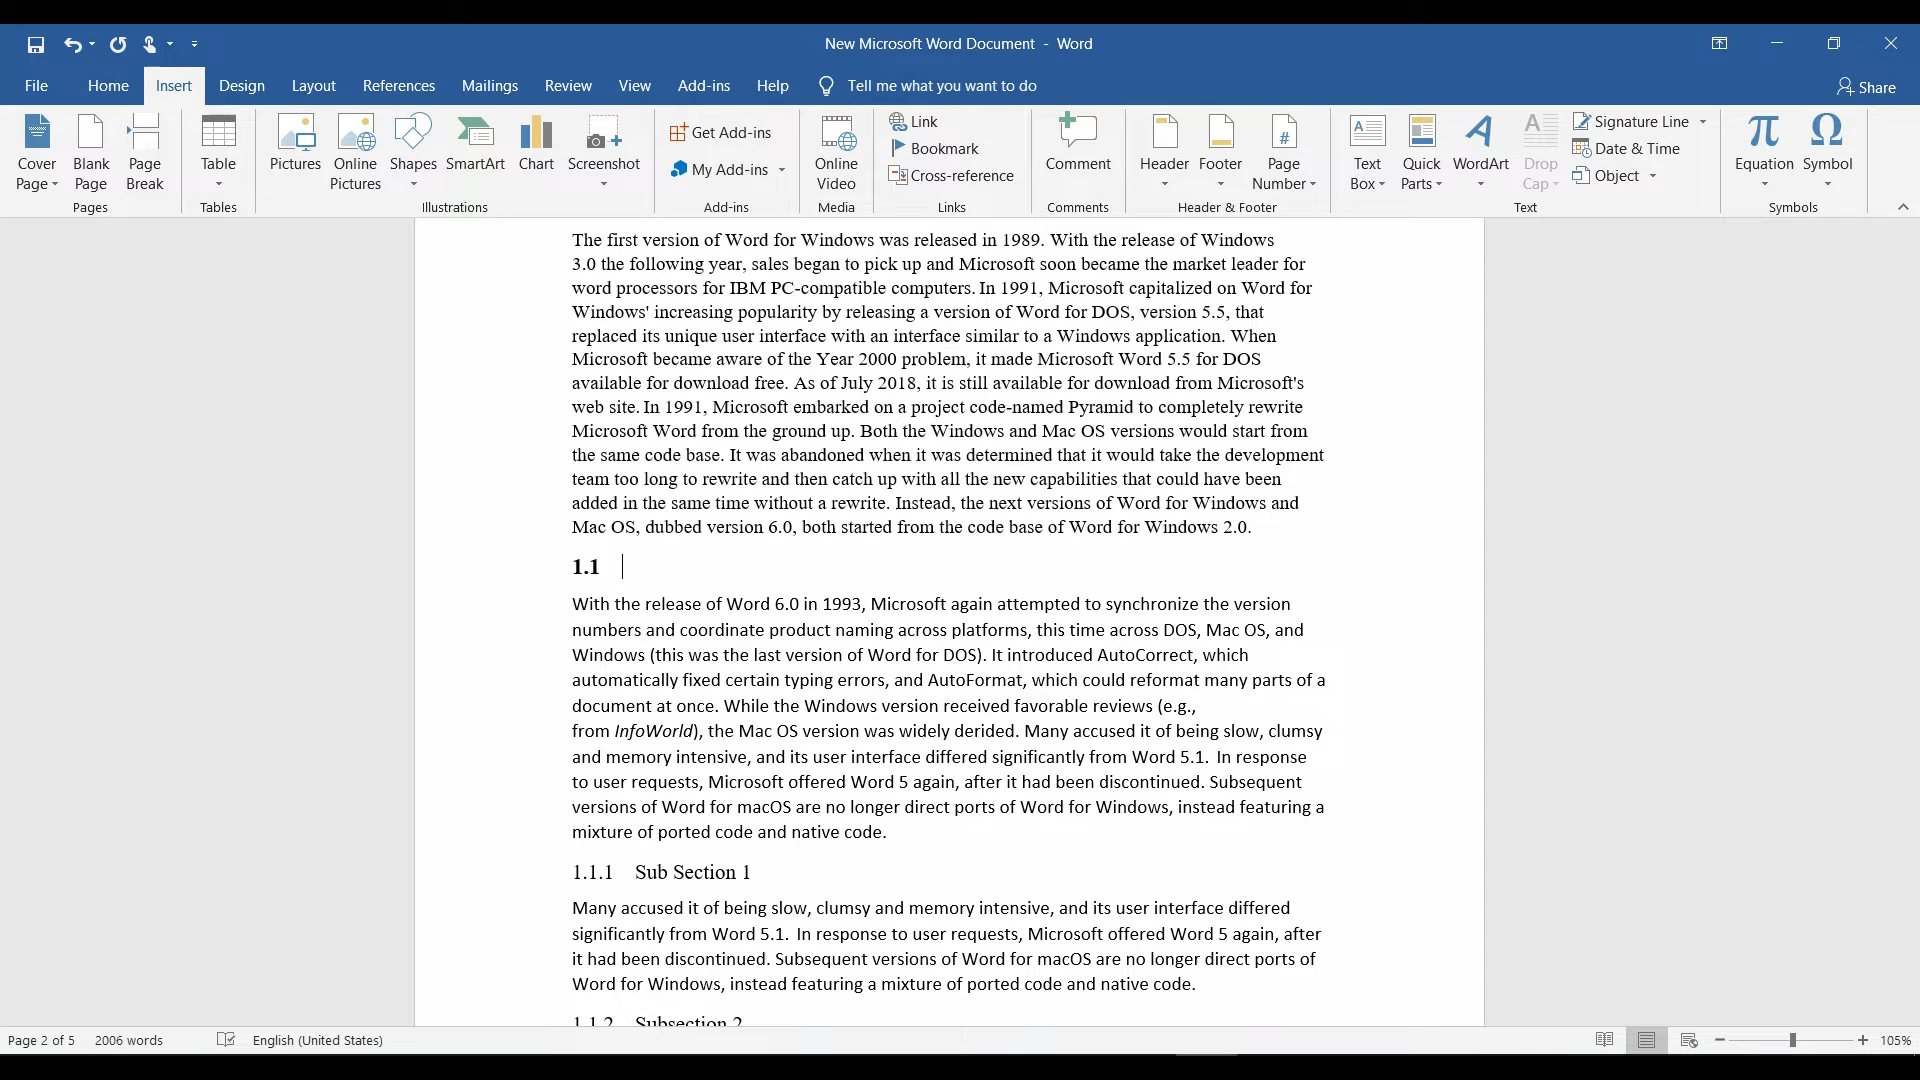 New Microsoft Word Document - Word
File Home Insert Design Layout References Mailings Review View Add-ins Help Tell me what you want to do Share
Cover Page
Blank Page
Page Break
Pages
Table
Tables
Pictures
Online Pictures
Shapes
SmartArt
Chart
Screenshot
Illustrations
Get Add-ins
My Add-ins
Add-ins
Online Video
Media
Link
Bookmark
Cross-reference
Links
Comment
Comments
Header
Footer
Page Number
Header & Footer
Text Box
Quick Parts
WordArt
Drop Cap
Signature Line
Date & Time
Object
Text
Equation
Symbol
Symbols
The first version of Word for Windows was released in 1989. With the release of Windows
3.0 the following year, sales began to pick up and Microsoft soon became the market leader for
word processors for IBM PC-compatible computers. In 1991, Microsoft capitalized on Word for
Windows' increasing popularity by releasing a version of Word for DOS, version 5.5, that
replaced its unique user interface with an interface similar to a Windows application. When
Microsoft became aware of the Year 2000 problem, it made Microsoft Word 5.5 for DOS
available for download free. As of July 2018, it is still available for download from Microsoft's
web site. In 1991, Microsoft embarked on a project code-named Pyramid to completely rewrite
Microsoft Word from the ground up. Both the Windows and Mac OS versions would start from
the same code base. It was abandoned when it was determined that it would take the development
team too long to rewrite and then catch up with all the new capabilities that could have been
added in the same time without a rewrite. Instead, the next versions of Word for Windows and
Mac OS, dubbed version 6.0, both started from the code base of Word for Windows 2.0.
1.1
With the release of Word 6.0 in 1993, Microsoft again attempted to synchronize the version
numbers and coordinate product naming across platforms, this time across DOS, Mac OS, and
Windows (this was the last version of Word for DOS). It introduced AutoCorrect, which
automatically fixed certain typing errors, and AutoFormat, which could reformat many parts of a
document at once. While the Windows version received favorable reviews (e.g.,
from InfoWorld), the Mac OS version was widely derided. Many accused it of being slow, clumsy
and memory intensive, and its user interface differed significantly from Word 5.1. In response
to user requests, Microsoft offered Word 5 again, after it had been discontinued. Subsequent
versions of Word for macOS are no longer direct ports of Word for Windows, instead featuring a
mixture of ported code and native code.
1.1.1 Sub Section 1
Many accused it of being slow, clumsy and memory intensive, and its user interface differed
significantly from Word 5.1. In response to user requests, Microsoft offered Word 5 again, after
it had been discontinued. Subsequent versions of Word for macOS are no longer direct ports of
Word for Windows, instead featuring a mixture of ported code and native code.
1.1.2 Subsection 2
Page 2 of 5 2006 words English (United States) 105%